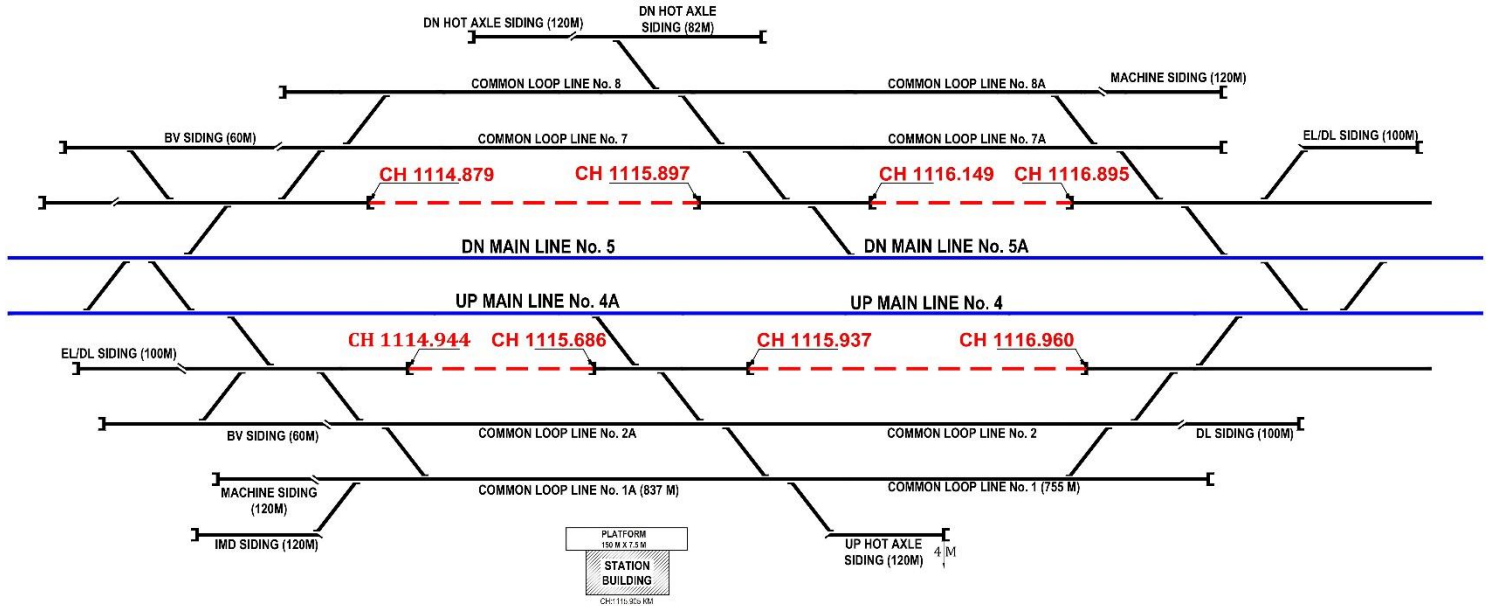 DN HOT AXLE SIDING (120M)
DN HOT AXLE
SIDING (82M)
COMMON LOOP LINE No. 8
COMMON LOOP LINE No. 8A
MACHINE SIDING (120M)
BV SIDING (60M)
COMMON LOOP LINE No. 7
COMMON LOOP LINE No. 7A
EL/DL SIDING (100M)
CH 1114.879
CH 1115.897
CH 1116.149
CH 1116.895
DN MAIN LINE No. 5
DN MAIN LINE No. 5A
UP MAIN LINE No. 4A
UP MAIN LINE No. 4
EL/DL SIDING (100M)
CH 1114.944
CH 1115.686
CH 1115.937
CH 1116.960
BV SIDING (60M)
COMMON LOOP LINE No. 2A
COMMON LOOP LINE No. 2
DL SIDING (100M)
MACHINE SIDING
(120M)
COMMON LOOP LINE No. 1A (837 M)
COMMON LOOP LINE No. 1 (755 M)
IMD SIDING (120M)
PLATFORM
150 M X 7.5 M
STATION
BUILDING
UP HOT AXLE
SIDING (120M)
4 M